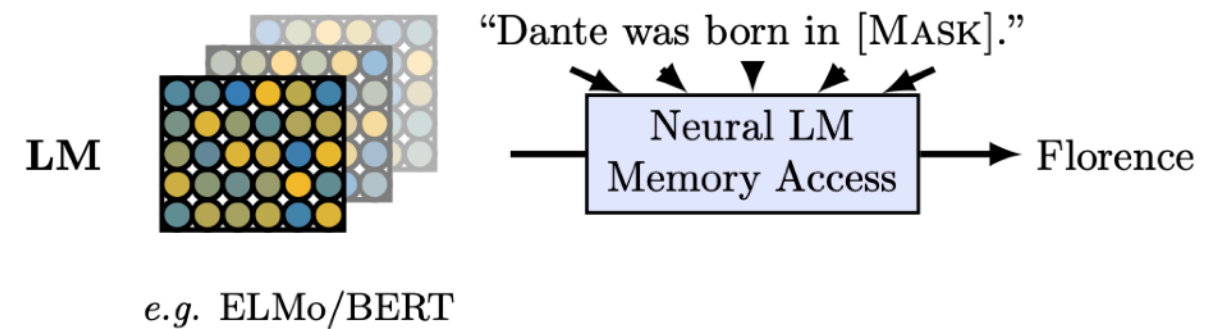 “Dante was born in [MASK].”
Neural LM
Memory Access
LM
Florence
e.g. ELMo/BERT